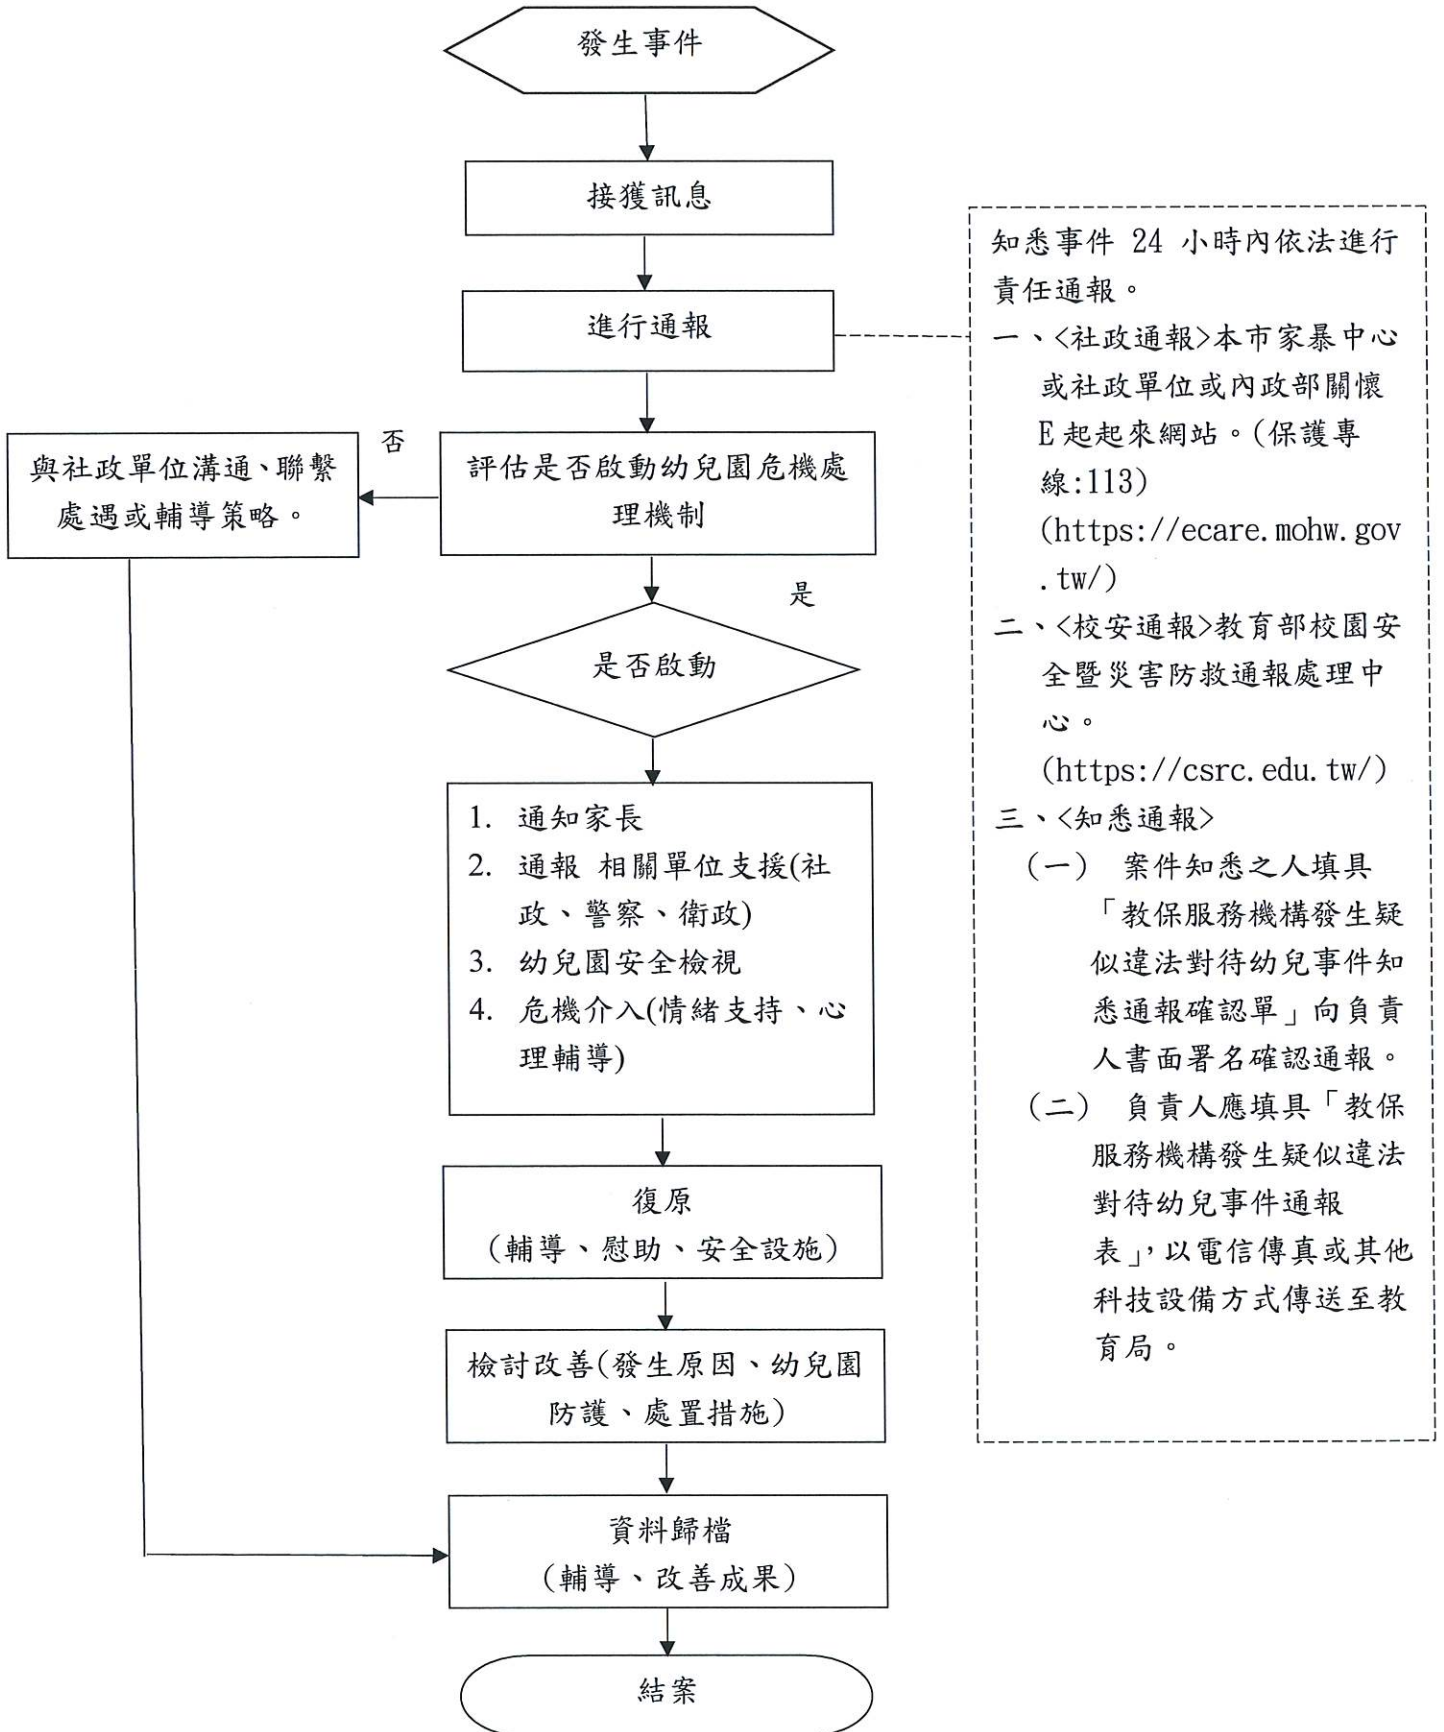 發生事件
接獲訊息
進行通報
否
與社政單位溝通、聯繫
處遇或輔導策略。
評估是否啟動幼兒園危機處
理機制
是
是否啟動
1. 通知家長
2. 通報 相關單位支援(社
政、警察、衛政)
3. 幼兒園安全檢視
4. 危機介入(情緒支持、心
理輔導)
復原
(輔導、慰助、安全設施)
檢討改善(發生原因、幼兒園
防護、處置措施)
資料歸檔
(輔導、改善成果)
結案
知悉事件 24 小時內依法進行
責任通報。
一、<社政通報>本市家暴中心
或社政單位或內政部關懷
E 起起來網站。(保護專
線:113)
(https://ecare.mohw.gov
.tw/)
二、<校安通報>教育部校園安
全暨災害防救通報處理中
心。
(https://csrc.edu.tw/)
三、<知悉通報>
(一) 案件知悉之人填具
「教保服務機構發生疑
似違法對待幼兒事件知
悉通報確認單」向負責
人書面署名確認通報。
(二) 負責人應填具「教保
服務機構發生疑似違法
對待幼兒事件通報
表」,以電信傳真或其他
科技設備方式傳送至教
育局。